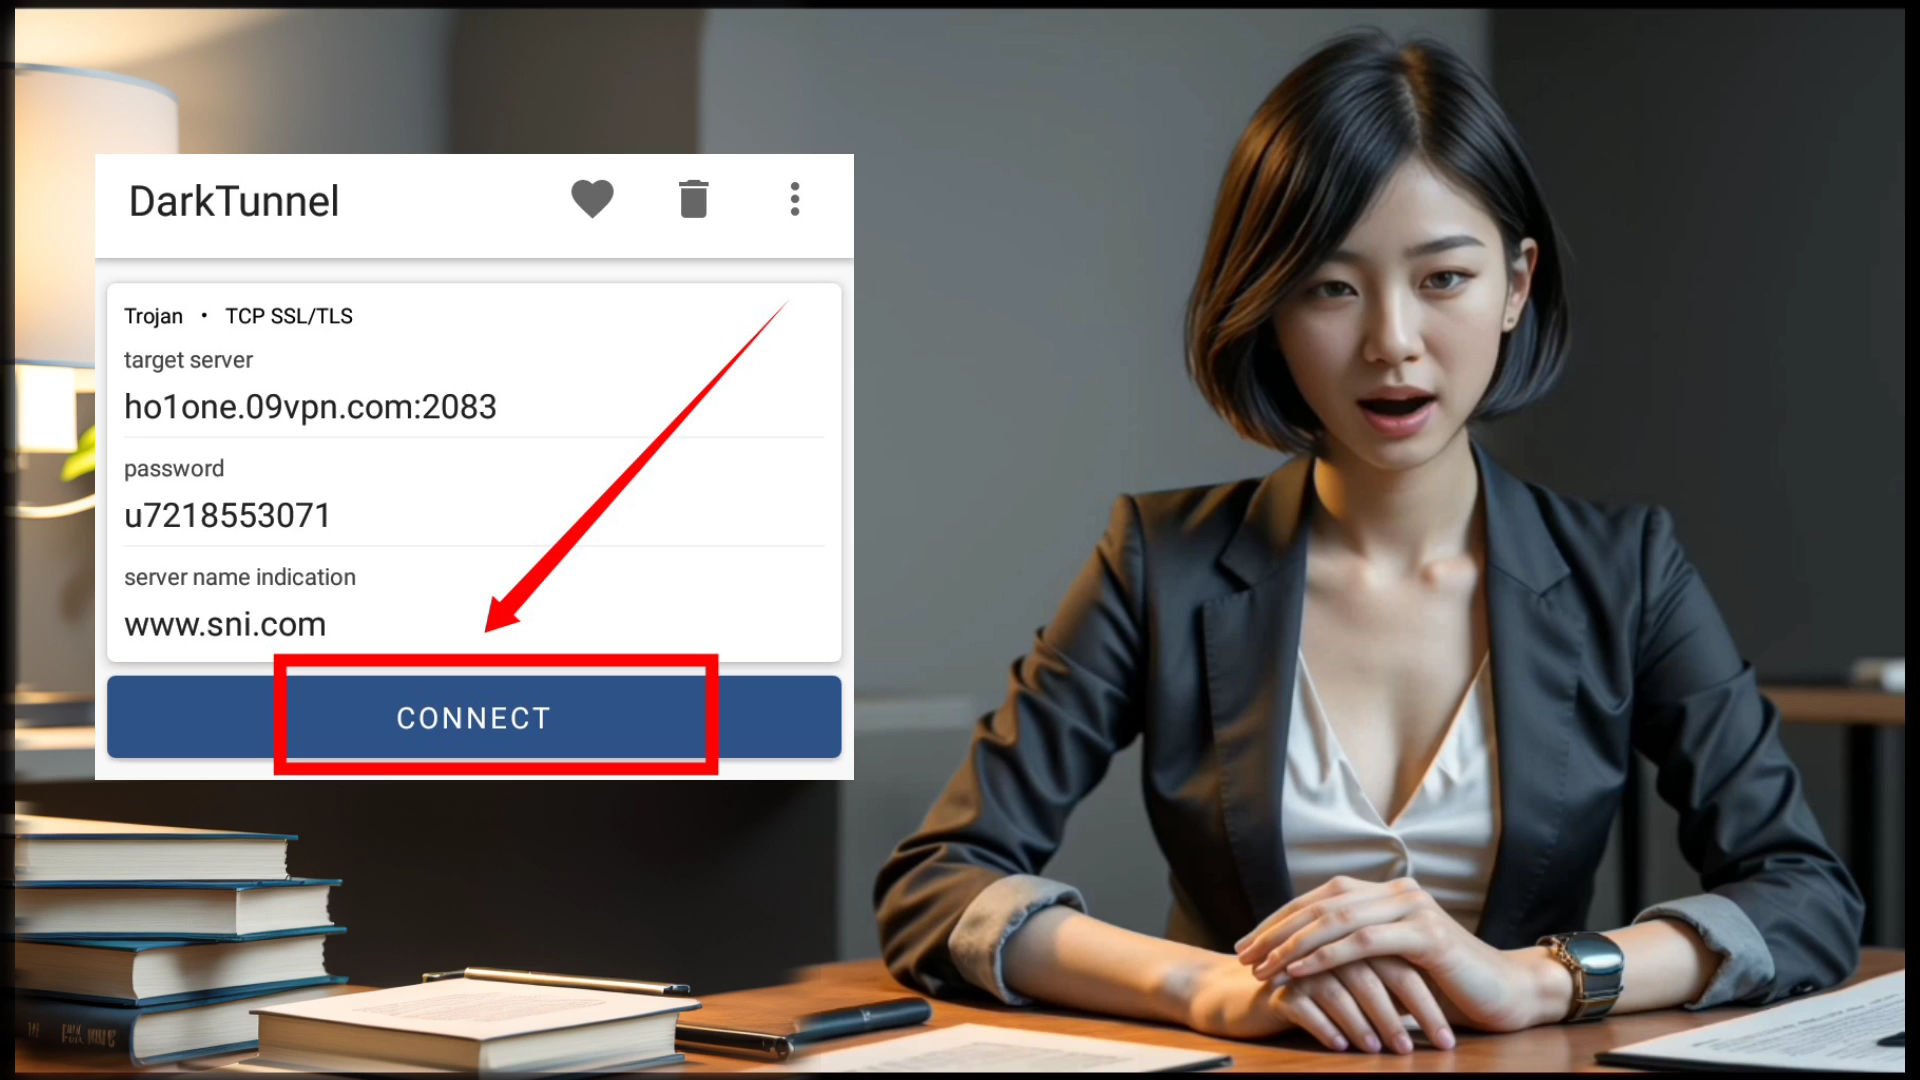 DarkTunnel
Trojan • TCP SSL/TLS
target server
ho1one.09vpn.com:2083
password
u7218553071
server name indication
www.sni.com
CONNECT